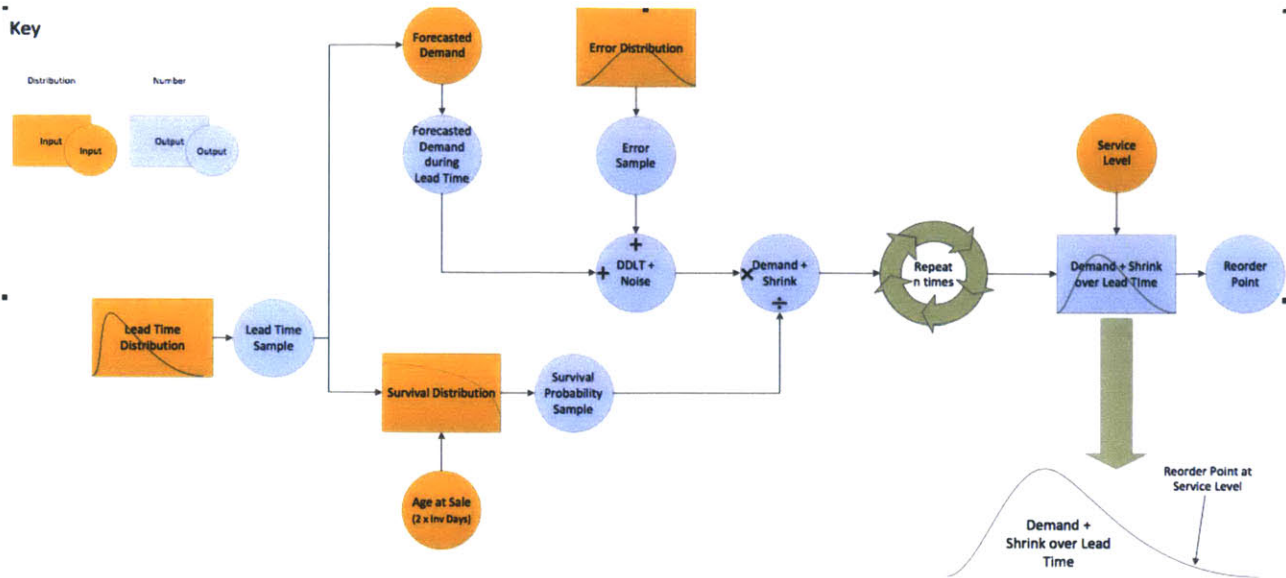 Key
Distribution
Number
Input
Input
Output
Output
Forecasted
Demand
Error Distribution
Forecasted
Demand
during
Lead Time
Error
Sample
Service
Level
+
+ DDLT +
Noise
× Demand +
Shrink
÷
Repeat
n times
Demand + Shrink
over Lead Time
Reorder
Point
Lead Time
Distribution
Lead Time
Sample
Survival Distribution
Survival
Probability
Sample
Age at Sale
(2 x Inv Days)
Reorder Point at
Service Level
Demand +
Shrink over Lead
Time